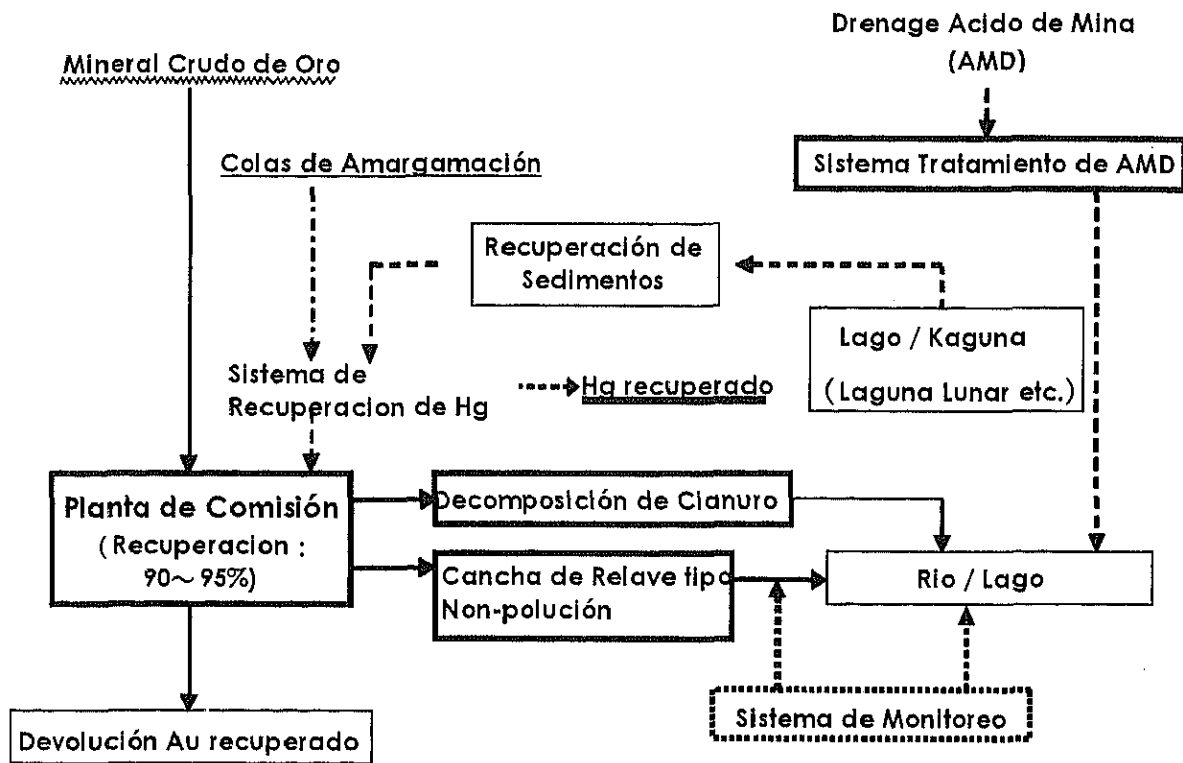 Drenage Acido de Mina
(AMD)
Mineral Crudo de Oro
Colas de Amargamación
Sistema Tratamiento de AMD
Recuperación de
Sedimentos
Lago / Kaguna
(Laguna Lunar etc.)
Sistema de
Recuperacion de Hg
Hg recuperado
Planta de Comisión
(Recuperacion :
90~ 95%)
Decomposición de Cianuro
Cancha de Relave tipo
Non-polución
Rio / Lago
Sistema de Monitoreo
Devolución Au recuperado